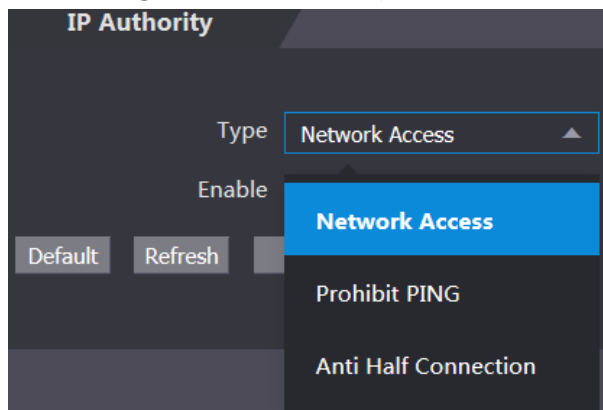 IP Authority
Type Network Access
Enable
Network Access
Default Refresh
Prohibit PING
Anti Half Connection